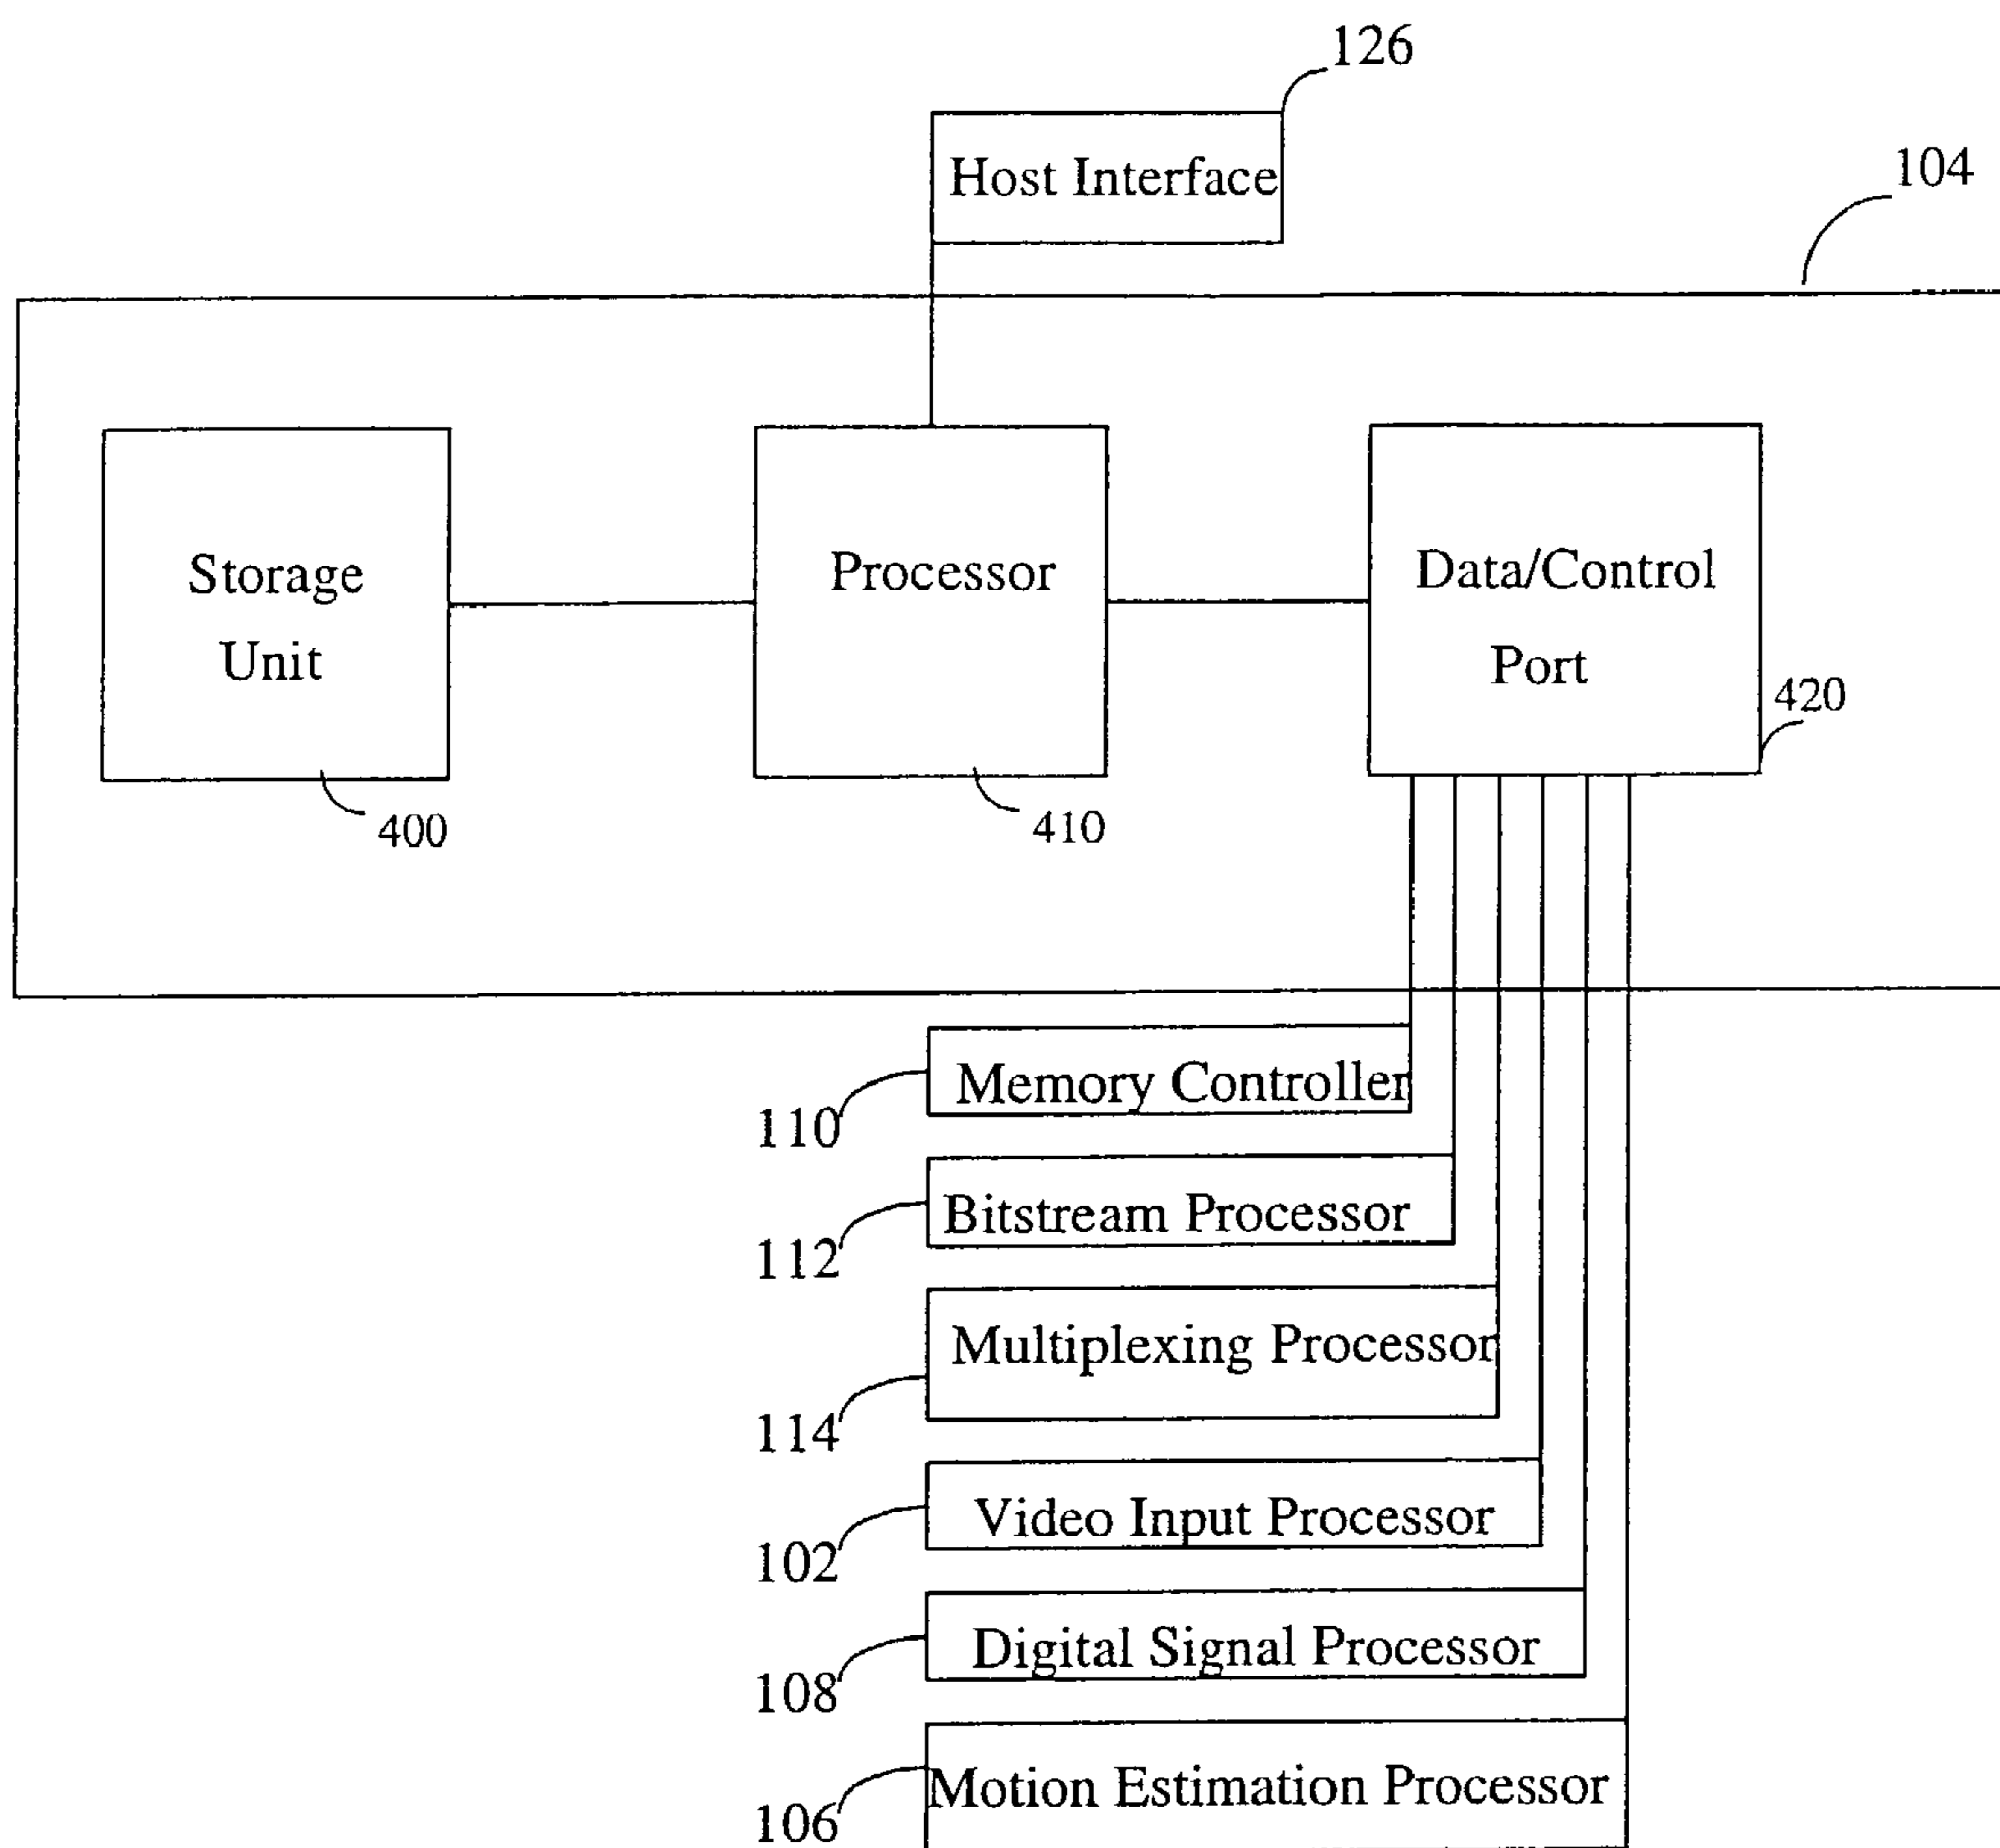 126
Host Interface
104
Storage
Unit
400
Processor
410
Data/Control
Port
420
Memory Controller
110
Bitstream Processor
112
Multiplexing Processor
114
Video Input Processor
102
Digital Signal Processor
108
Motion Estimation Processor
106